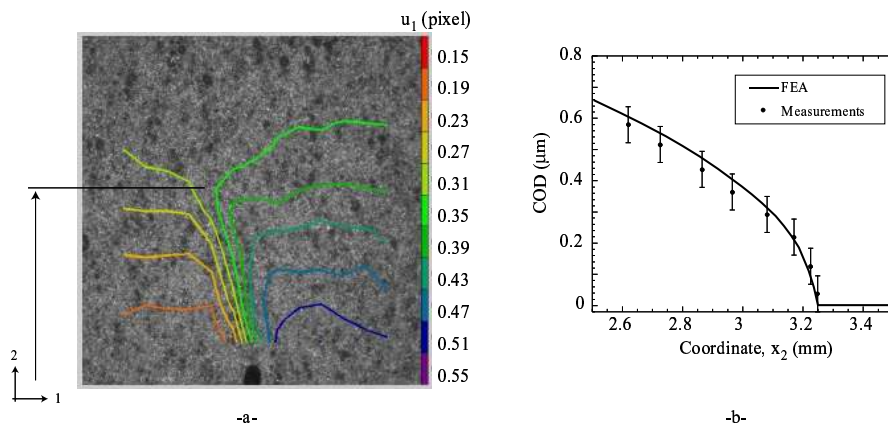 u1 (pixel)
0.15
0.19
0.23
0.27
0.31
0.35
0.39
0.43
0.47
0.51
0.55
2
1
-a-
0.8
0.6
0.4
0.2
0
COD (μm)
FEA
Measurements
2.6 2.8 3 3.2 3.4
Coordinate, x2 (mm)
-b-